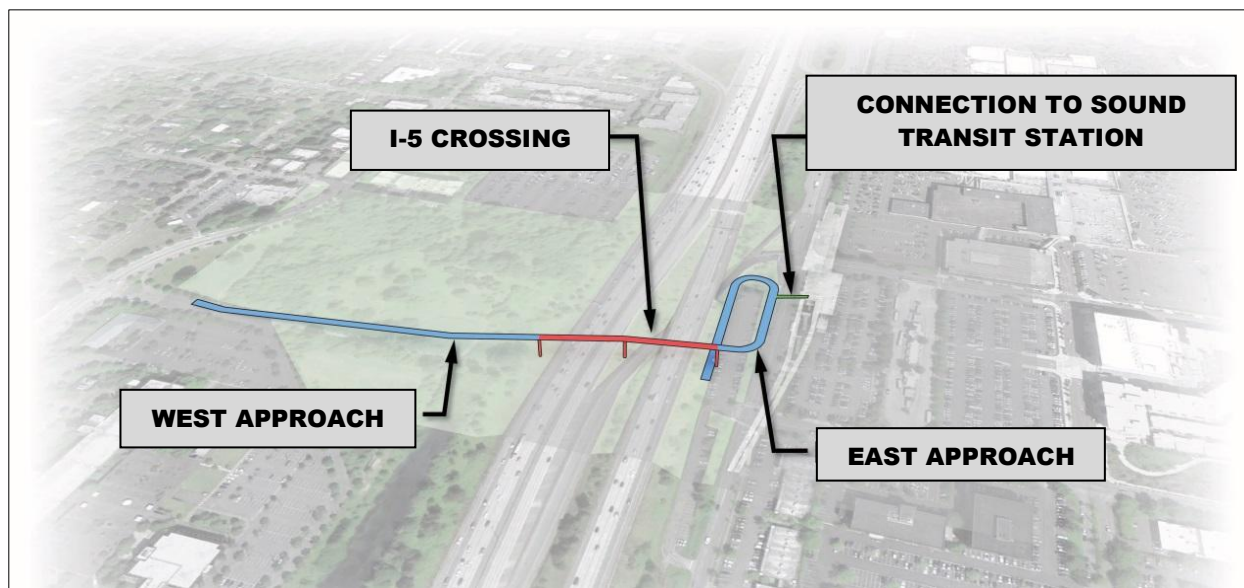 CONNECTION TO SOUND
TRANSIT STATION
I-5 CROSSING
WEST APPROACH
EAST APPROACH